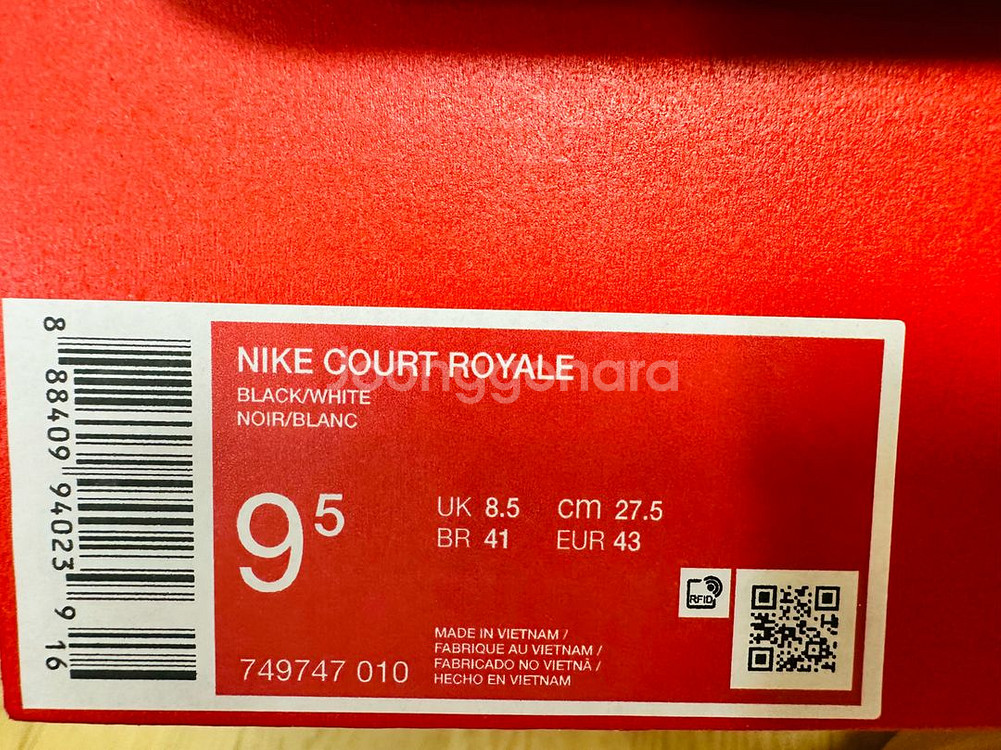 NIKE COURT ROYALE
joonggonara
BLACK/WHITE
NOIR/BLANC
9 5
UK 8.5 cm 27.5
BR 41 EUR 43
RFID
MADE IN VIETNAM /
FABRIQUE AU VIETNAM /
FABRICADO NO VIETNÃ /
HECHO EN VIETNAM
749747 010
8 88409 94023 9 16